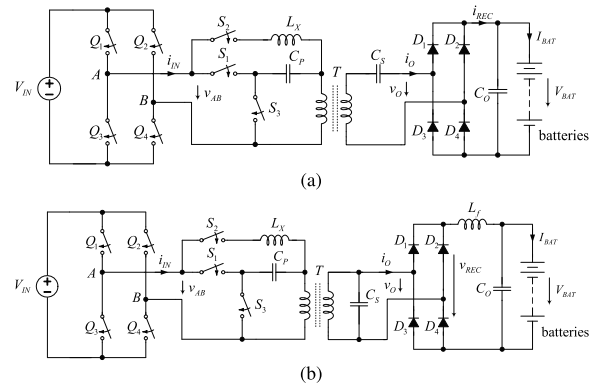 Q1 Q2 S2 LX T CS D1 D2 iREC IBAT
iIN S1 CP iO
A
VIN vAB vO CO VBAT
B S3
Q3 Q4 D3 D4
batteries
(a)
Q1 Q2 S2 LX T D1 D2 Lf IBAT
iIN S1 CP iO
A
VIN vAB vO vREC CO VBAT
B S3 CS
Q3 Q4 D3 D4
batteries
(b)